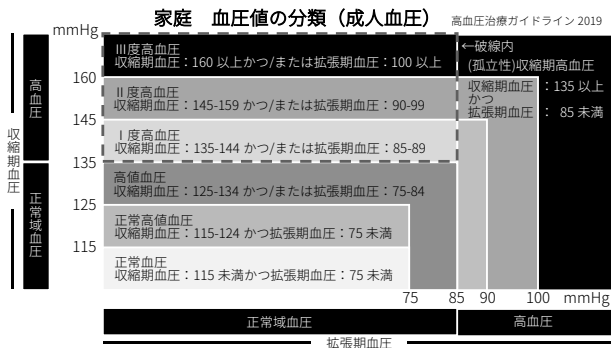 家庭　血圧値の分類（成人血圧）
高血圧治療ガイドライン 2019
mmHg
Ⅲ度高血圧
収縮期血圧：160 以上かつ/または拡張期血圧：100 以上
←破線内
(孤立性)収縮期高血圧
収縮期血圧　：135 以上
かつ
拡張期血圧　：　85 未満
160
Ⅱ度高血圧
収縮期血圧：145-159 かつ/または拡張期血圧：90-99
145
Ⅰ度高血圧
収縮期血圧：135-144 かつ/または拡張期血圧：85-89
135
高値血圧
収縮期血圧：125-134 かつ/または拡張期血圧：75-84
125
正常高値血圧
収縮期血圧：115-124 かつ拡張期血圧：75 未満
115
正常血圧
収縮期血圧：115 未満かつ拡張期血圧：75 未満
高血圧
収縮期血圧
正常域血圧
75 85 90 100 mmHg
正常域血圧
高血圧
拡張期血圧